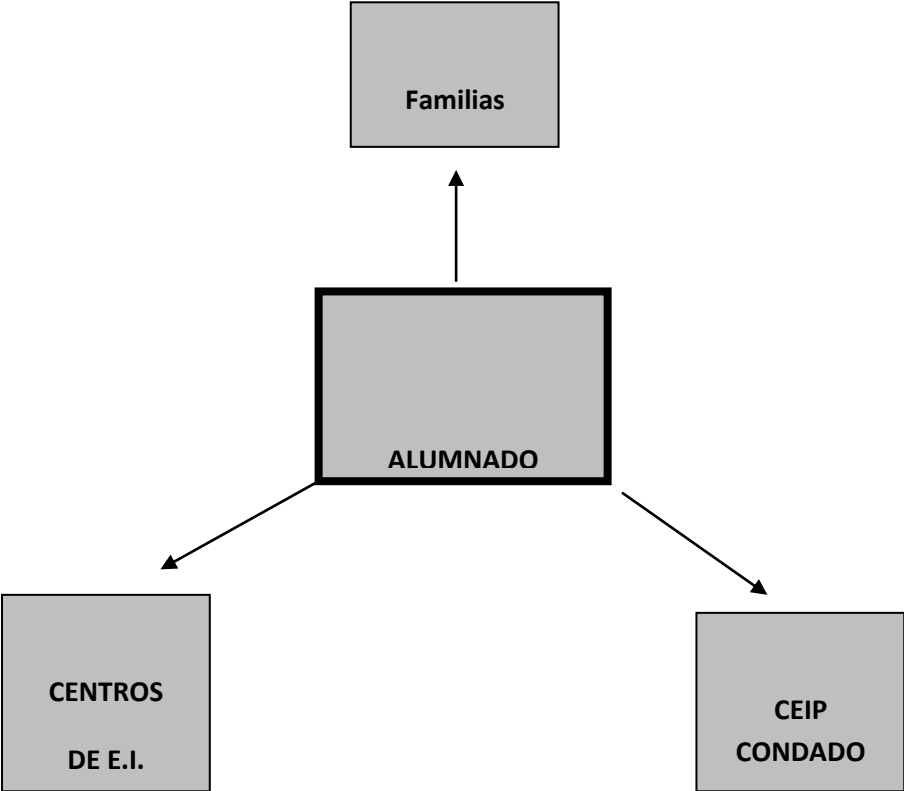 Familias
ALUMNADO
CENTROS
DE E.I.
CEIP
CONDADO